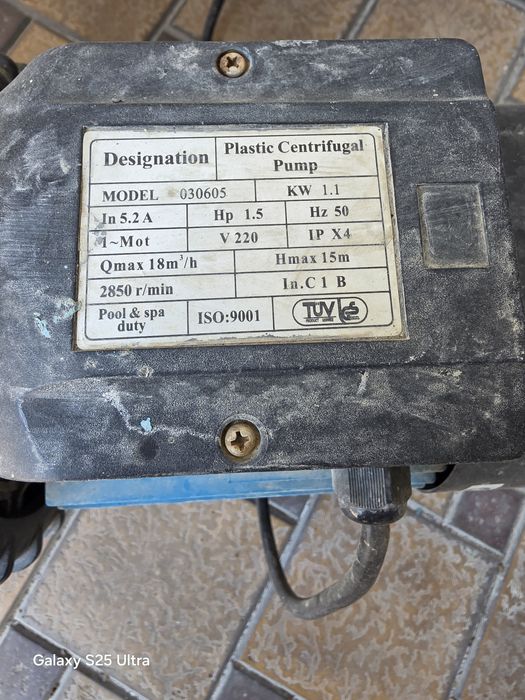 Designation
Plastic Centrifugal
Pump
MODEL 030605
KW 1.1
In 5.2 A
Hp 1.5
Hz 50
1~Mot
V 220
IP X4
Qmax 18m³/h
Hmax 15m
2850 r/min
In.C 1 B
Pool & spa
duty
ISO:9001
TUV
GS
Galaxy S25 Ultra